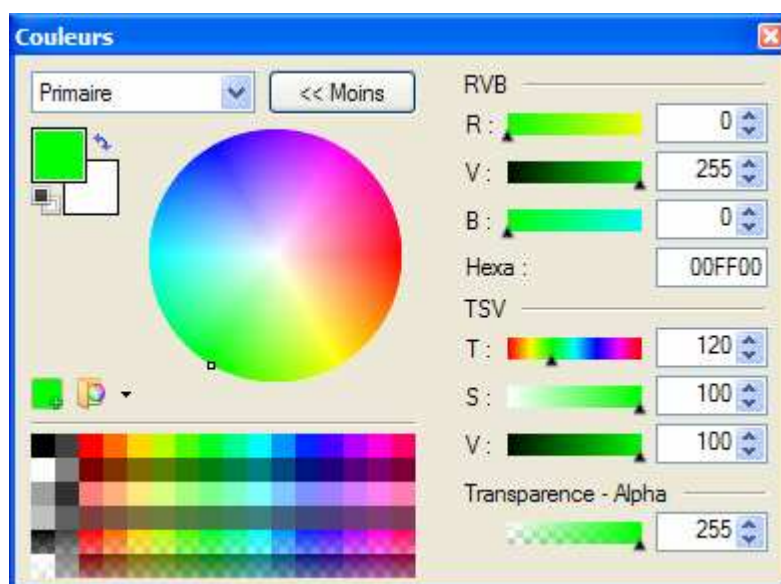 Couleurs
Primaire
<< Moins
RVB
R : 0
V : 255
B : 0
Hexa : 00FF00
TSV
T : 120
S : 100
V : 100
Transparence - Alpha
255